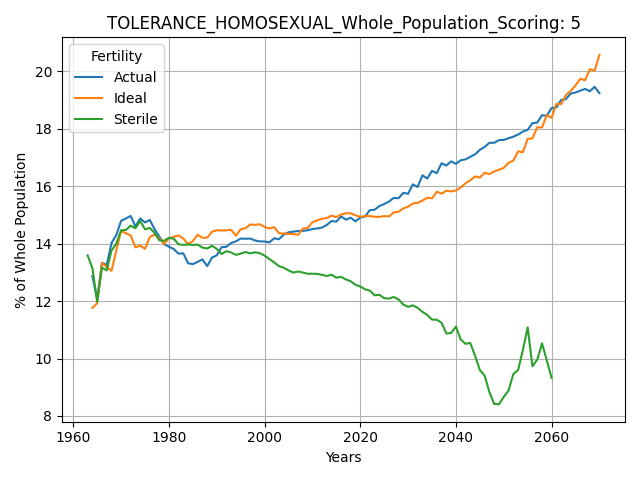 TOLERANCE_HOMOSEXUAL_Whole_Population_Scoring: 5
Fertility
Actual
Ideal
Sterile
% of Whole Population
20
18
16
14
12
10
8
1960
1980
2000
2020
2040
2060
Years